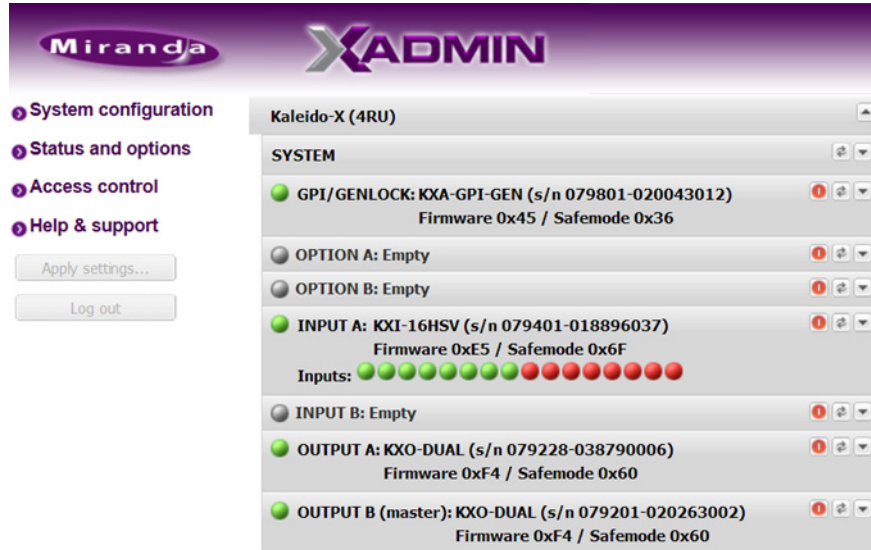 Miranda
XADMIN
System configuration
Status and options
Access control
Help & support
Apply settings...
Log out
Kaleido-X (4RU)
SYSTEM
GPI/GENLOCK: KXA-GPI-GEN (s/n 079801-020043012)
Firmware 0x45 / Safemode 0x36
OPTION A: Empty
OPTION B: Empty
INPUT A: KXI-16HSV (s/n 079401-018896037)
Firmware 0xE5 / Safemode 0x6F
Inputs:
INPUT B: Empty
OUTPUT A: KXO-DUAL (s/n 079228-038790006)
Firmware 0xF4 / Safemode 0x60
OUTPUT B (master): KXO-DUAL (s/n 079201-020263002)
Firmware 0xF4 / Safemode 0x60